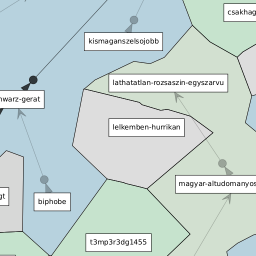 csakhag
kismaganszelsojobb
lathatatlan-rozsaszin-egyszarvu
hwarz-gerat
lelkemben-hurrikan
magyar-altudomanyos
gt
biphobe
t3mp3r3dg1455